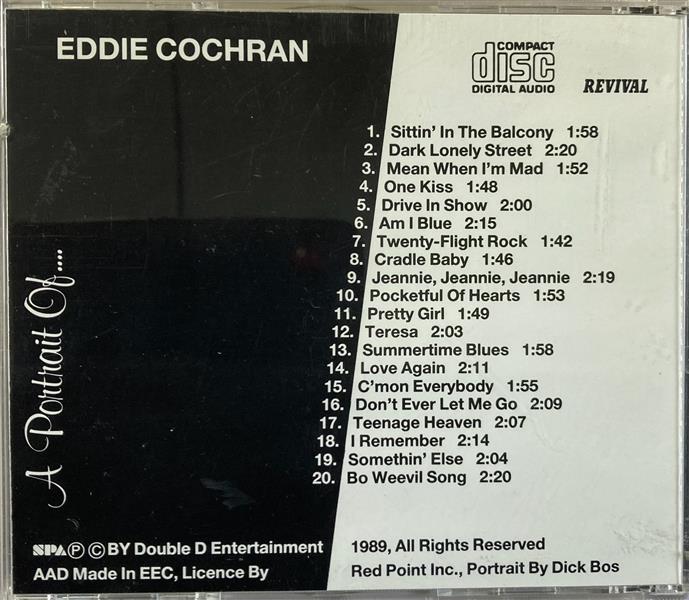 EDDIE COCHRAN
COMPACT
disc
DIGITAL AUDIO
REVIVAL
1. Sittin' In The Balcony 1:58
2. Dark Lonely Street 2:20
3. Mean When I'm Mad 1:52
4. One Kiss 1:48
5. Drive In Show 2:00
6. Am I Blue 2:15
7. Twenty-Flight Rock 1:42
8. Cradle Baby 1:46
9. Jeannie, Jeannie, Jeannie 2:19
10. Pocketful Of Hearts 1:53
11. Pretty Girl 1:49
12. Teresa 2:03
13. Summertime Blues 1:58
14. Love Again 2:11
15. C'mon Everybody 1:55
16. Don't Ever Let Me Go 2:09
17. Teenage Heaven 2:07
18. I Remember 2:14
19. Somethin' Else 2:04
20. Bo Weevil Song 2:20
A Portrait Of....
SPA Ⓟ © BY Double D Entertainment 1989, All Rights Reserved
AAD Made In EEC, Licence By Red Point Inc., Portrait By Dick Bos